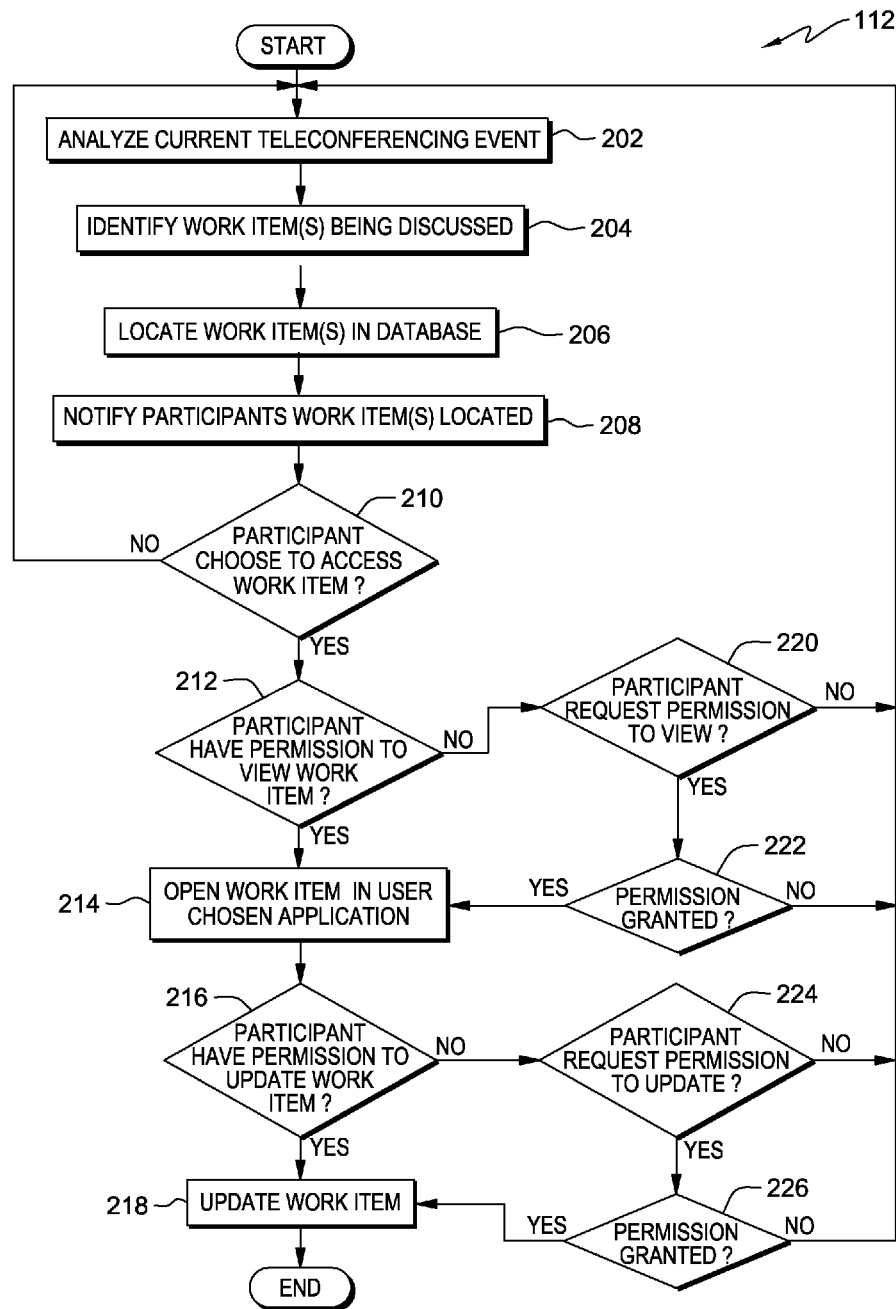 112
START
ANALYZE CURRENT TELECONFERENCING EVENT
202
IDENTIFY WORK ITEM(S) BEING DISCUSSED
204
LOCATE WORK ITEM(S) IN DATABASE
206
NOTIFY PARTICIPANTS WORK ITEM(S) LOCATED
208
210
PARTICIPANT
CHOOSE TO ACCESS
WORK ITEM ?
NO
YES
212
PARTICIPANT
HAVE PERMISSION TO
VIEW WORK
ITEM ?
NO
YES
220
PARTICIPANT
REQUEST PERMISSION
TO VIEW ?
NO
YES
222
PERMISSION
GRANTED ?
YES
NO
214
OPEN WORK ITEM IN USER
CHOSEN APPLICATION
216
PARTICIPANT
HAVE PERMISSION TO
UPDATE WORK
ITEM ?
NO
YES
224
PARTICIPANT
REQUEST PERMISSION
TO UPDATE ?
NO
YES
226
PERMISSION
GRANTED ?
YES
NO
218
UPDATE WORK ITEM
END